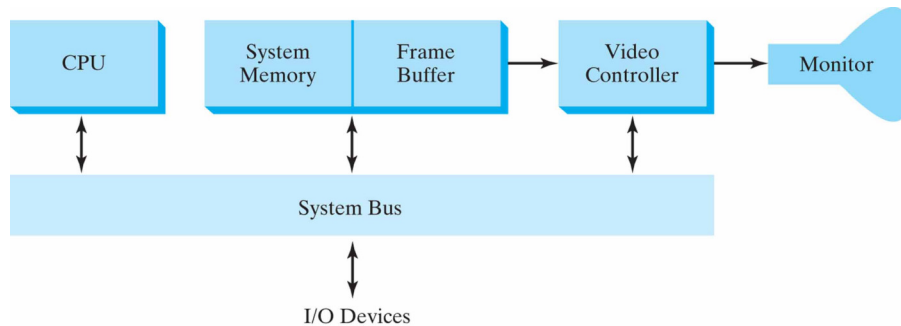 CPU
System
Memory
Frame
Buffer
Video
Controller
Monitor
System Bus
I/O Devices